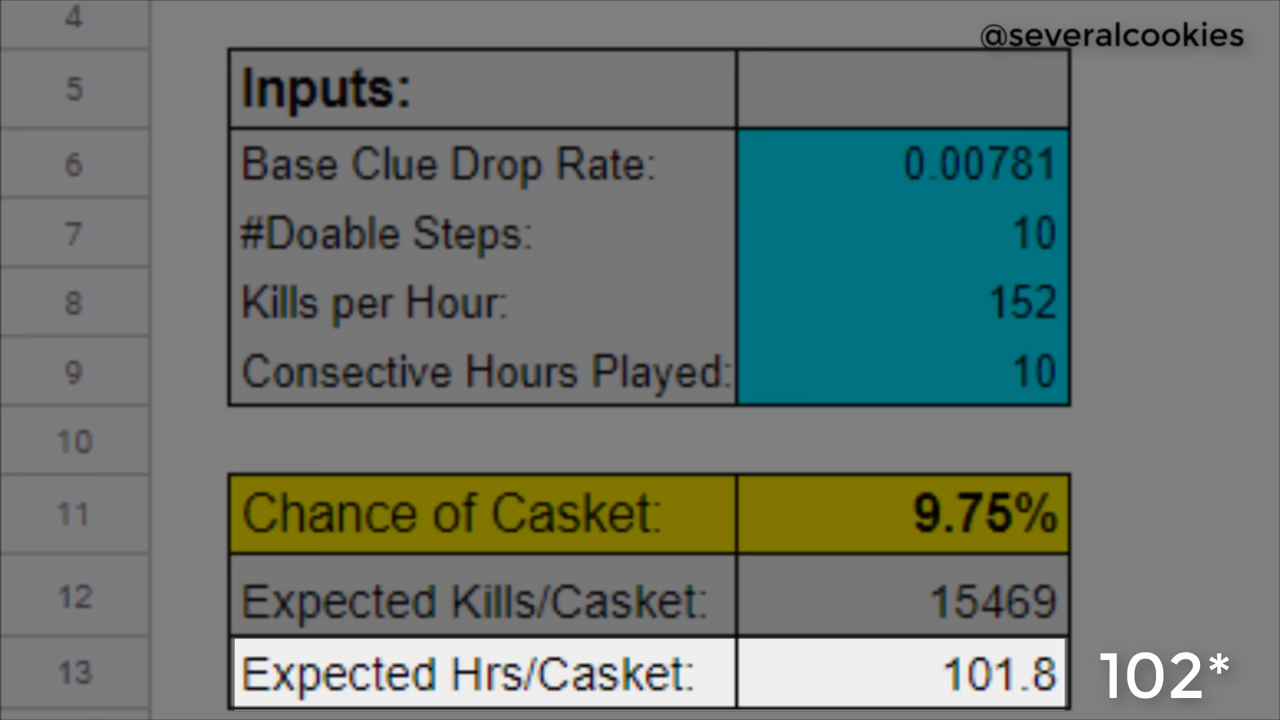 @severalcookies
4
5 Inputs:
6 Base Clue Drop Rate: 0.00781
7 #Doable Steps: 10
8 Kills per Hour: 152
9 Consective Hours Played: 10
10
11 Chance of Casket: 9.75%
12 Expected Kills/Casket: 15469
13 Expected Hrs/Casket: 101.8 102*